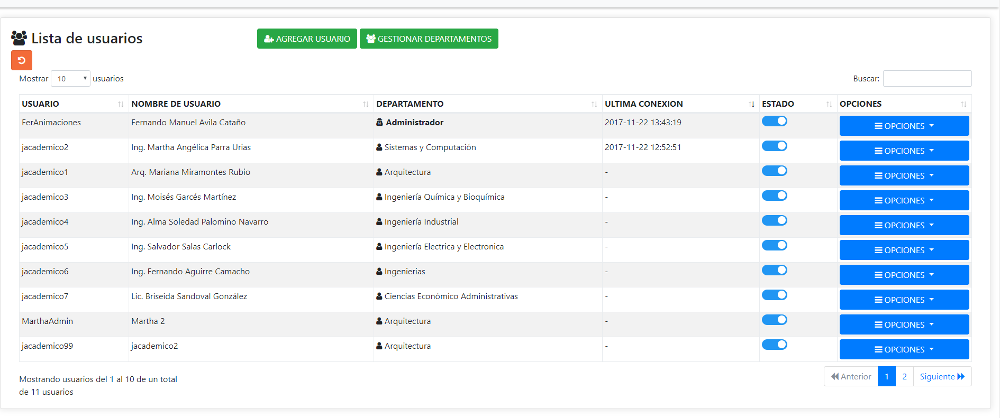 Lista de usuarios
AGREGAR USUARIO GESTIONAR DEPARTAMENTOS
Mostrar 10 usuarios Buscar:
USUARIO NOMBRE DE USUARIO DEPARTAMENTO ULTIMA CONEXION ESTADO OPCIONES
FerAnimaciones Fernando Manuel Avila Cataño Administrador 2017-11-22 13:43:19 OPCIONES
jacademico2 Ing. Martha Angélica Parra Urias Sistemas y Computación 2017-11-22 12:52:51 OPCIONES
jacademico1 Arq. Mariana Miramontes Rubio Arquitectura - OPCIONES
jacademico3 Ing. Moisés Garcés Martínez Ingeniería Química y Bioquímica - OPCIONES
jacademico4 Ing. Alma Soledad Palomino Navarro Ingeniería Industrial - OPCIONES
jacademico5 Ing. Salvador Salas Carlock Ingeniería Electrica y Electronica - OPCIONES
jacademico6 Ing. Fernando Aguirre Camacho Ingenierias - OPCIONES
jacademico7 Lic. Briseida Sandoval González Ciencias Económico Administrativas - OPCIONES
MarthaAdmin Martha 2 Arquitectura - OPCIONES
jacademico99 jacademico2 Arquitectura - OPCIONES
Mostrando usuarios del 1 al 10 de un total
de 11 usuarios
Anterior 1 2 Siguiente